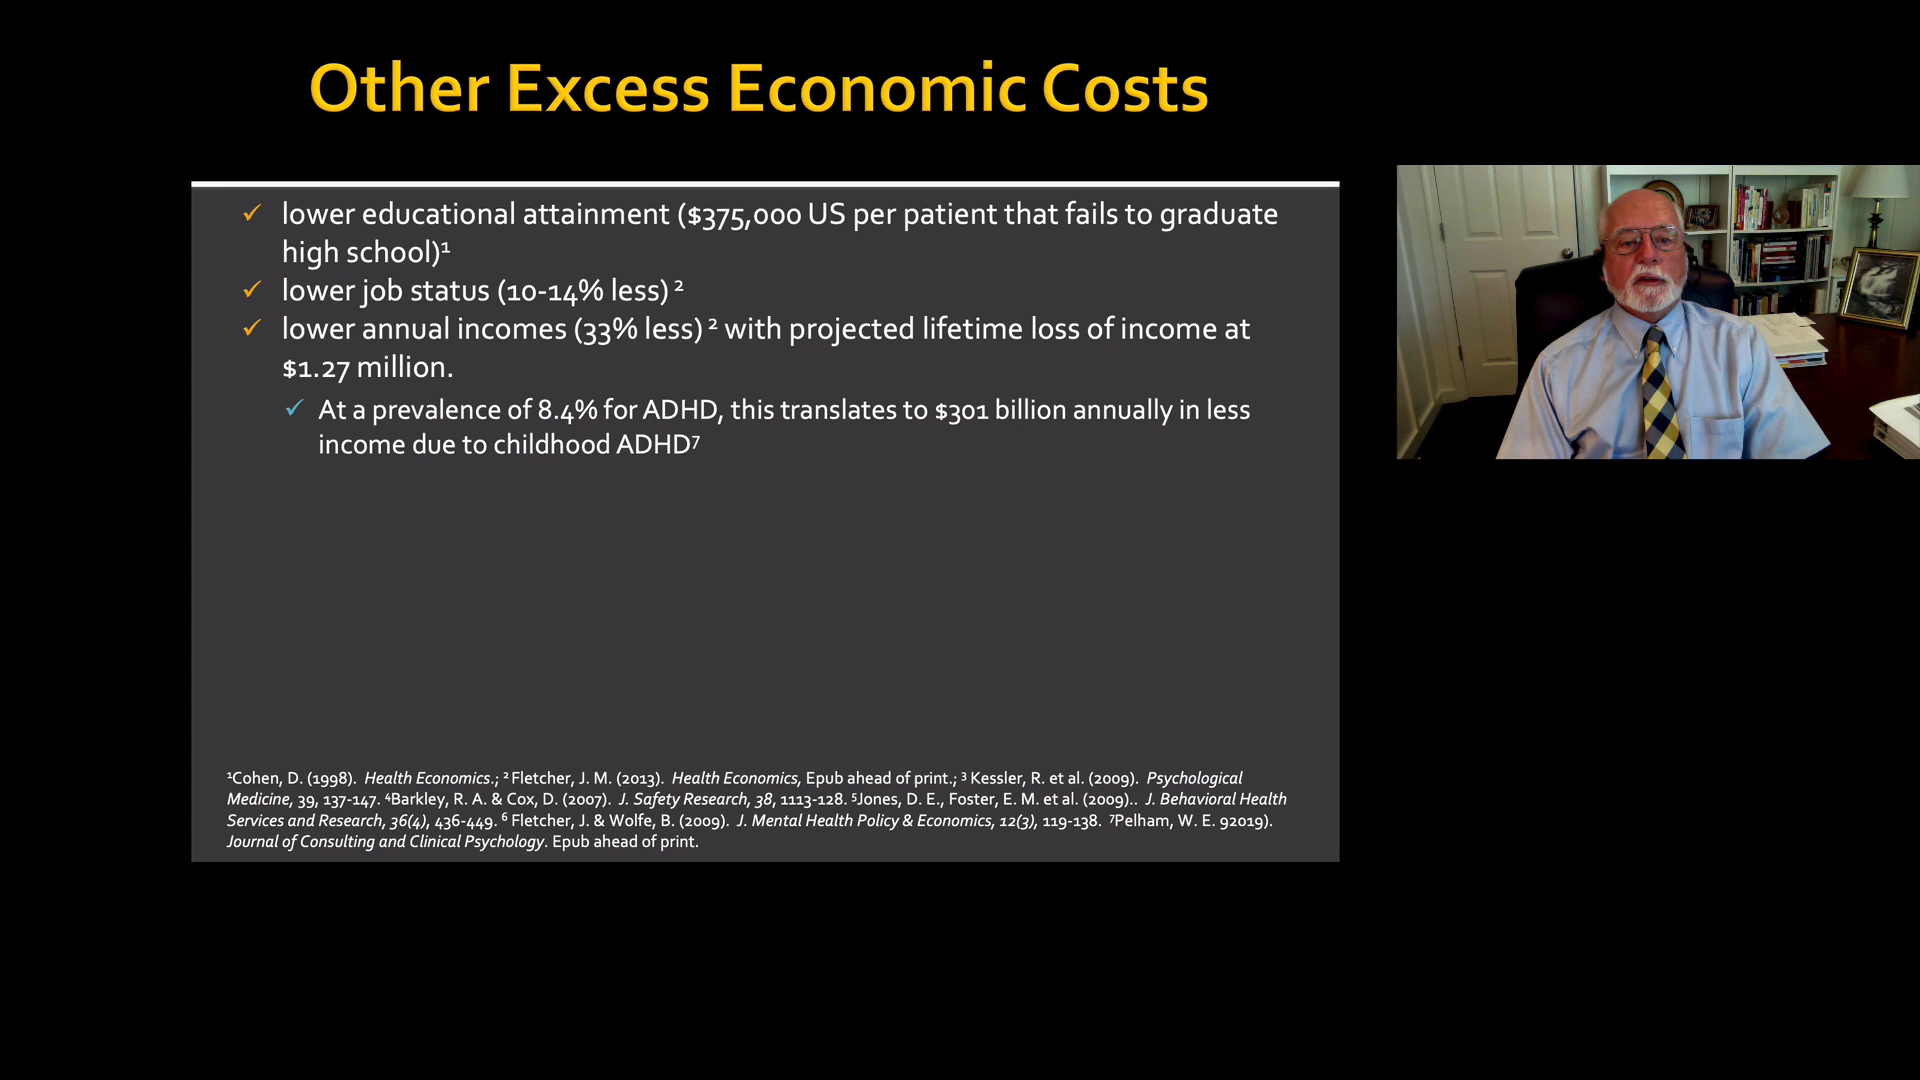 Other Excess Economic Costs
✓ lower educational attainment ($375,000 US per patient that fails to graduate
high school)¹
✓ lower job status (10-14% less) ²
✓ lower annual incomes (33% less) ² with projected lifetime loss of income at
$1.27 million.
✓ At a prevalence of 8.4% for ADHD, this translates to $301 billion annually in less
income due to childhood ADHD⁷
¹Cohen, D. (1998). Health Economics.; ² Fletcher, J. M. (2013). Health Economics, Epub ahead of print.; ³ Kessler, R. et al. (2009). Psychological
Medicine, 39, 137-147. ⁴Barkley, R. A. & Cox, D. (2007). J. Safety Research, 38, 1113-128. ⁵Jones, D. E., Foster, E. M. et al. (2009).. J. Behavioral Health
Services and Research, 36(4), 436-449. ⁶ Fletcher, J. & Wolfe, B. (2009). J. Mental Health Policy & Economics, 12(3), 119-138. ⁷Pelham, W. E. 92019).
Journal of Consulting and Clinical Psychology. Epub ahead of print.